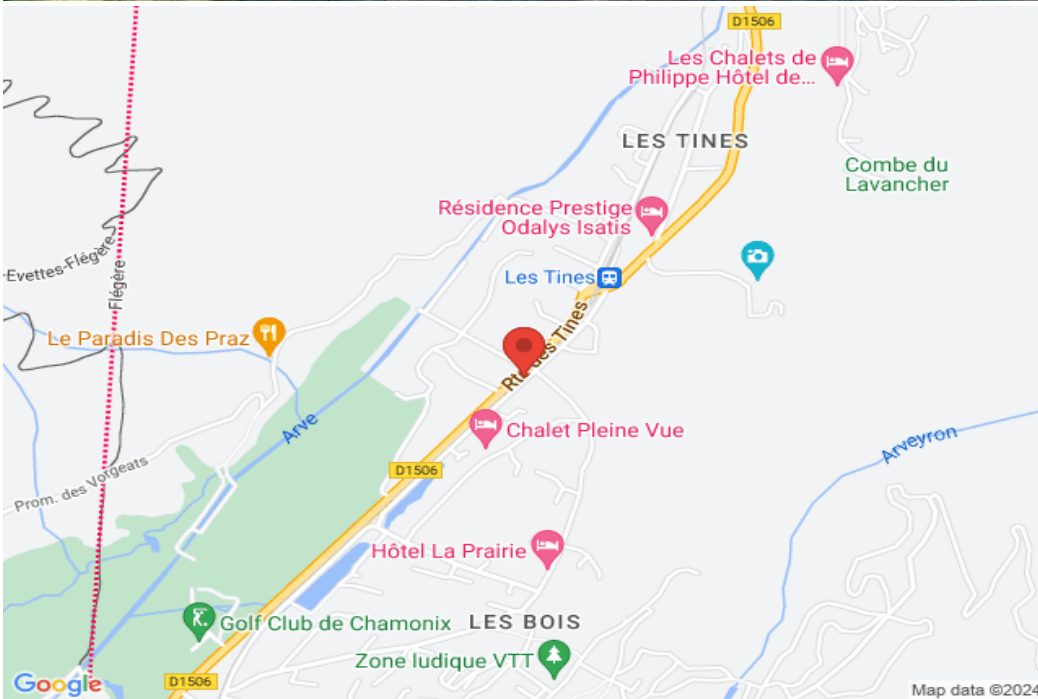 D1506
Les Chalets de
Philippe Hôtel de...
LES TINES
Combe du
Lavancher
Résidence Prestige
Odalys Isatis
-Evettes-Flégère
Flégère
Les Tines
Rte des Tines
Le Paradis Des Praz
Arve
Chalet Pleine Vue
Arveyron
D1506
Prom. des Vorgeats
Hôtel La Prairie
Golf Club de Chamonix
LES BOIS
Zone ludique VTT
D1506
Google
Map data ©2024